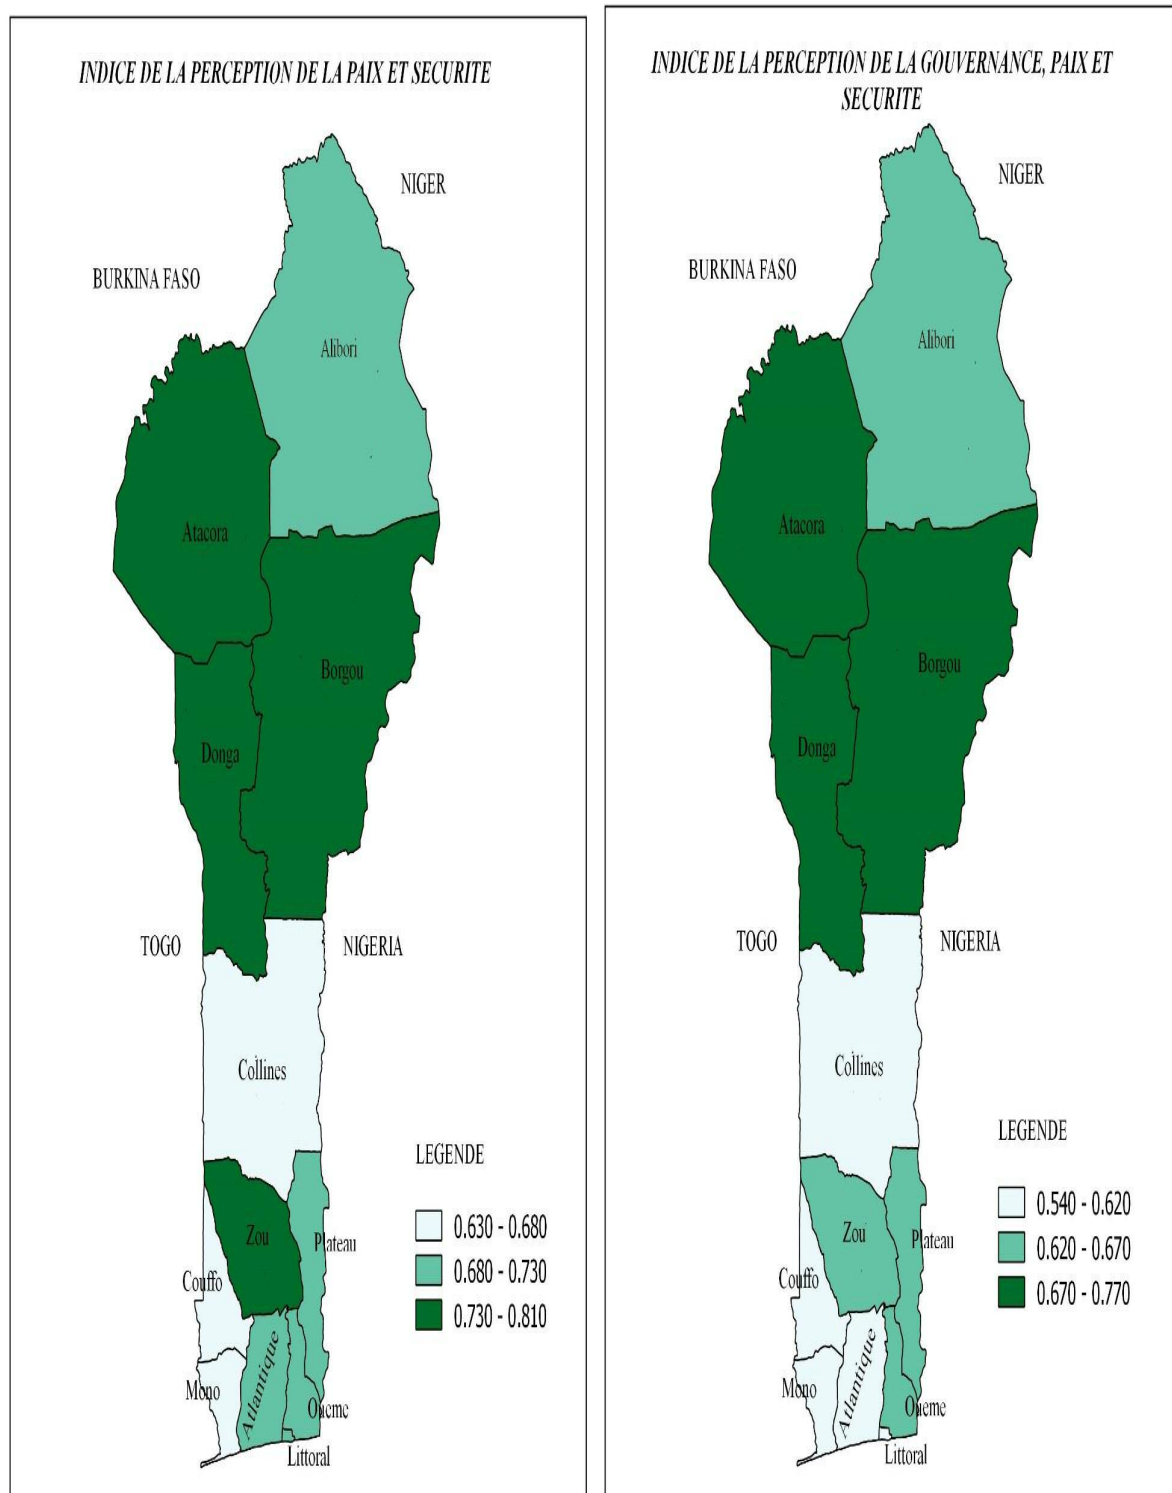 INDICE DE LA PERCEPTION DE LA PAIX ET SECURITE
NIGER
BURKINA FASO
Alibori
Atacora
Borgou
Donga
TOGO
NIGERIA
Collines
LEGENDE
0.630 - 0.680
0.680 - 0.730
0.730 - 0.810
Zou
Plateau
Couffo
Mono
Atlantique
Oueme
Littoral
INDICE DE LA PERCEPTION DE LA GOUVERNANCE, PAIX ET
SECURITE
NIGER
BURKINA FASO
Alibori
Atacora
Borgou
Donga
TOGO
NIGERIA
Collines
LEGENDE
0.540 - 0.620
0.620 - 0.670
0.670 - 0.770
Zou
Plateau
Couffo
Mono
Atlantique
Oueme
Littoral